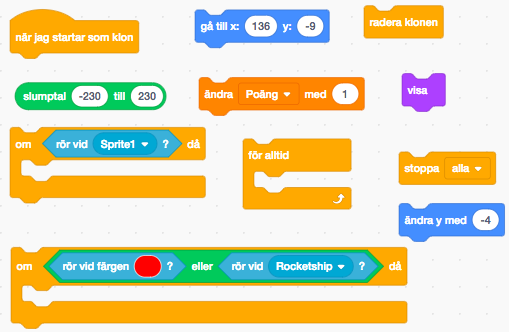 när jag startar som klon
gå till x: 136 y: -9
radera klonen
slumptal -230 till 230
ändra Poäng med 1
visa
om rör vid Sprite1 ? då
för alltid
stoppa alla
ändra y med -4
om rör vid färgen ? eller rör vid Rocketship ? då